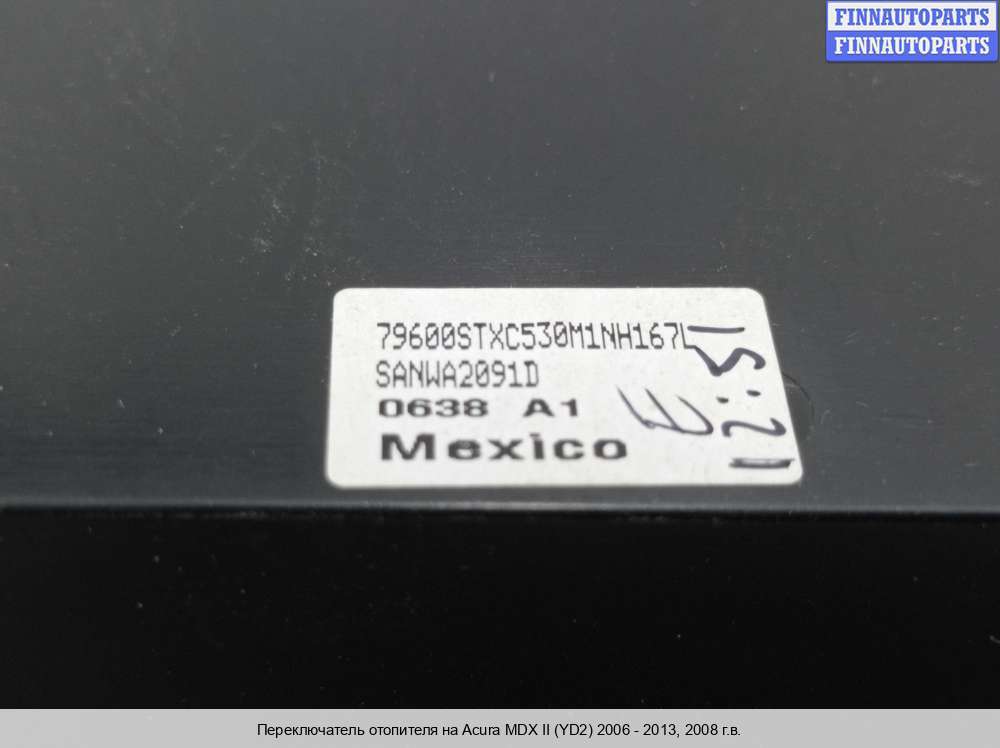 FINNAUTOPARTS
FINNAUTOPARTS
79600STXC530M1NH167L
SANWA2091D
0638 A1
Mexico
Переключатель отопителя на Acura MDX II (YD2) 2006 - 2013, 2008 г.в.